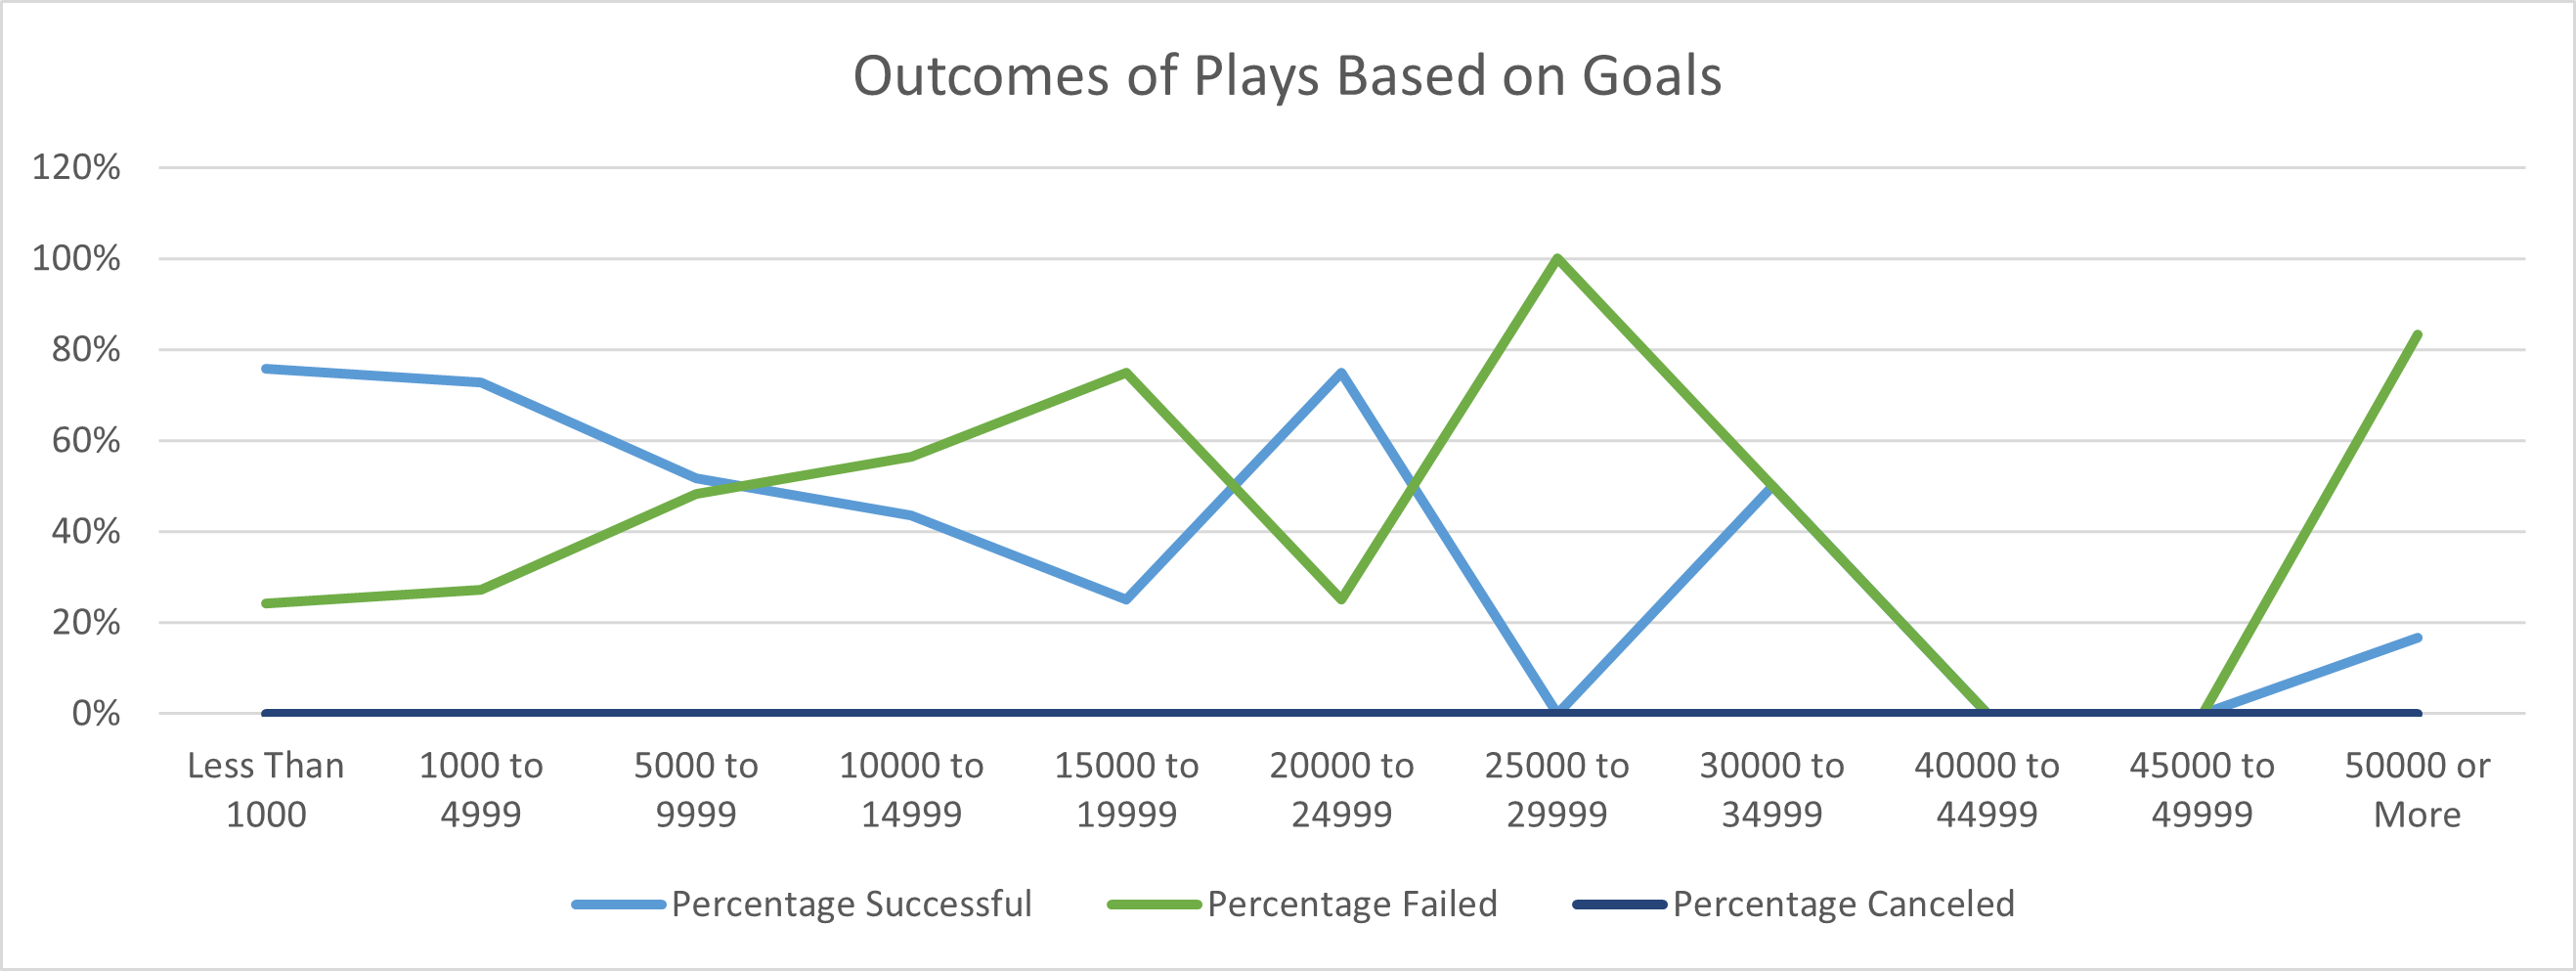 Outcomes of Plays Based on Goals
120%
100%
80%
60%
40%
20%
0%
Less Than
1000
1000 to
4999
5000 to
9999
10000 to
14999
15000 to
19999
20000 to
24999
25000 to
29999
30000 to
34999
40000 to
44999
45000 to
49999
50000 or
More
Percentage Successful
Percentage Failed
Percentage Canceled